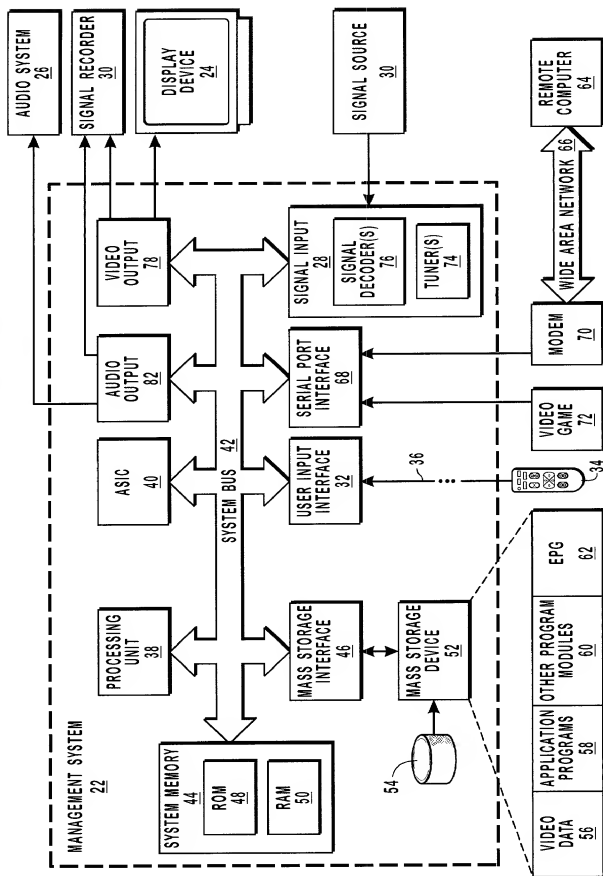 MANAGEMENT SYSTEM
22
SYSTEM MEMORY
44
ROM
48
RAM
50
PROCESSING
UNIT
38
ASIC
40
AUDIO
OUTPUT
82
VIDEO
OUTPUT
78
AUDIO SYSTEM
26
SIGNAL RECORDER
30
DISPLAY
DEVICE
24
SYSTEM BUS
42
MASS STORAGE
INTERFACE
46
USER INPUT
INTERFACE
32
SERIAL PORT
INTERFACE
68
SIGNAL INPUT
28
SIGNAL
DECODER(S)
76
TUNER(S)
74
SIGNAL SOURCE
30
MASS STORAGE
DEVICE
52
54
36
34
VIDEO
GAME
72
MODEM
70
WIDE AREA NETWORK
66
REMOTE
COMPUTER
64
VIDEO
DATA
56
APPLICATION
PROGRAMS
58
OTHER PROGRAM
MODULES
60
EPG
62